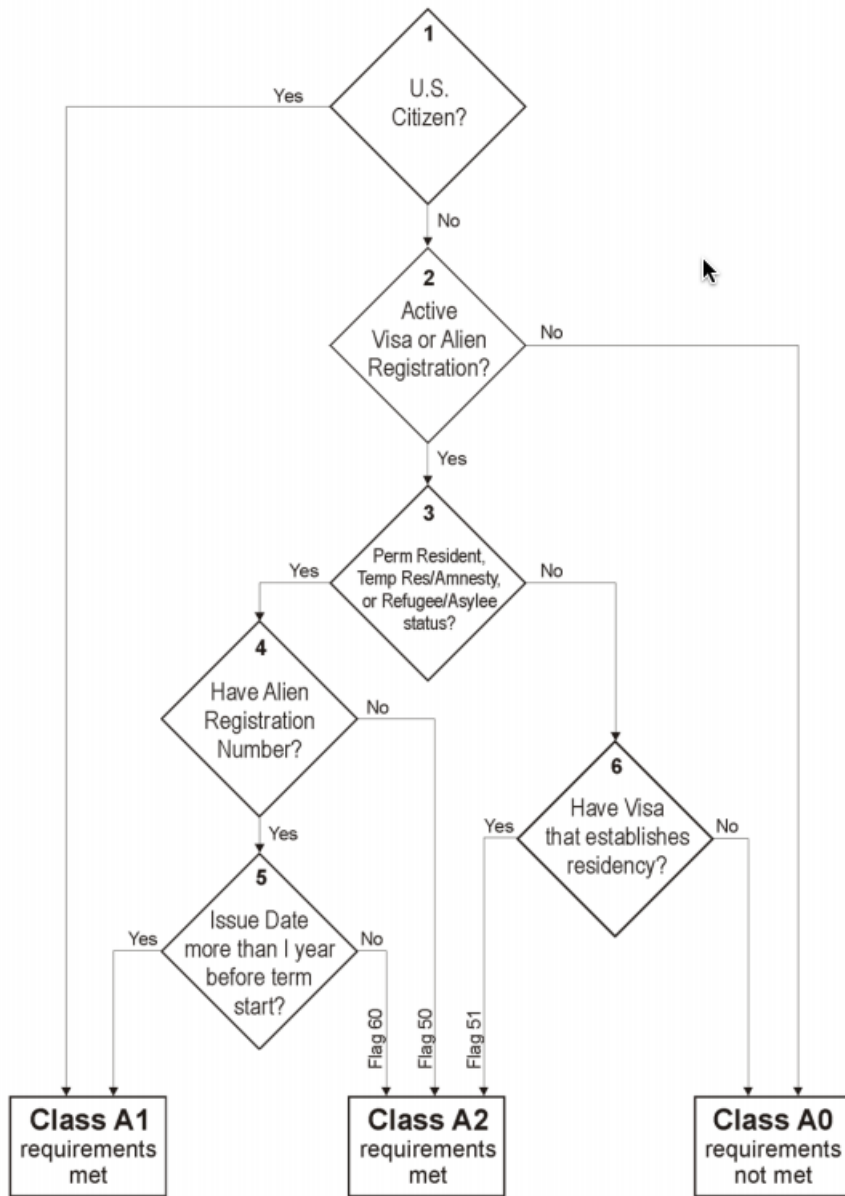 1
U.S.
Citizen?
Yes
No
2
Active
Visa or Alien
Registration?
No
Yes
3
Perm Resident,
Temp Res/Amnesty,
or Refugee/Asylee
status?
Yes
No
4
Have Alien
Registration
Number?
No
Yes
6
Have Visa
that establishes
residency?
Yes
No
5
Issue Date
more than I year
before term
start?
Yes
No
Flag 60
Flag 50
Flag 51
Class A1
requirements
met
Class A2
requirements
met
Class A0
requirements
not met